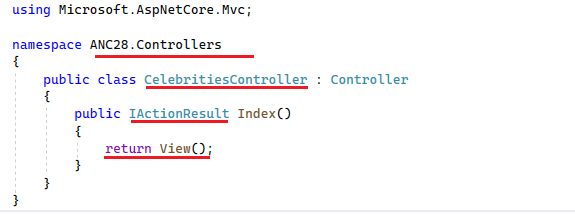 using Microsoft.AspNetCore.Mvc;
namespace ANC28.Controllers
{
public class CelebritiesController : Controller
{
public IActionResult Index()
{
return View();
}
}
}